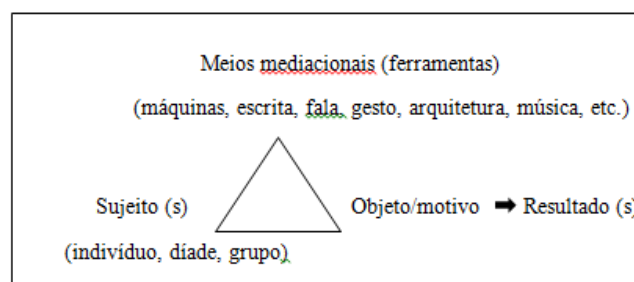 Meios mediacionais (ferramentas)
(máquinas, escrita, fala, gesto, arquitetura, música, etc.)
Sujeito (s) Objeto/motivo ➡ Resultado (s)
(indivíduo, díade, grupo)